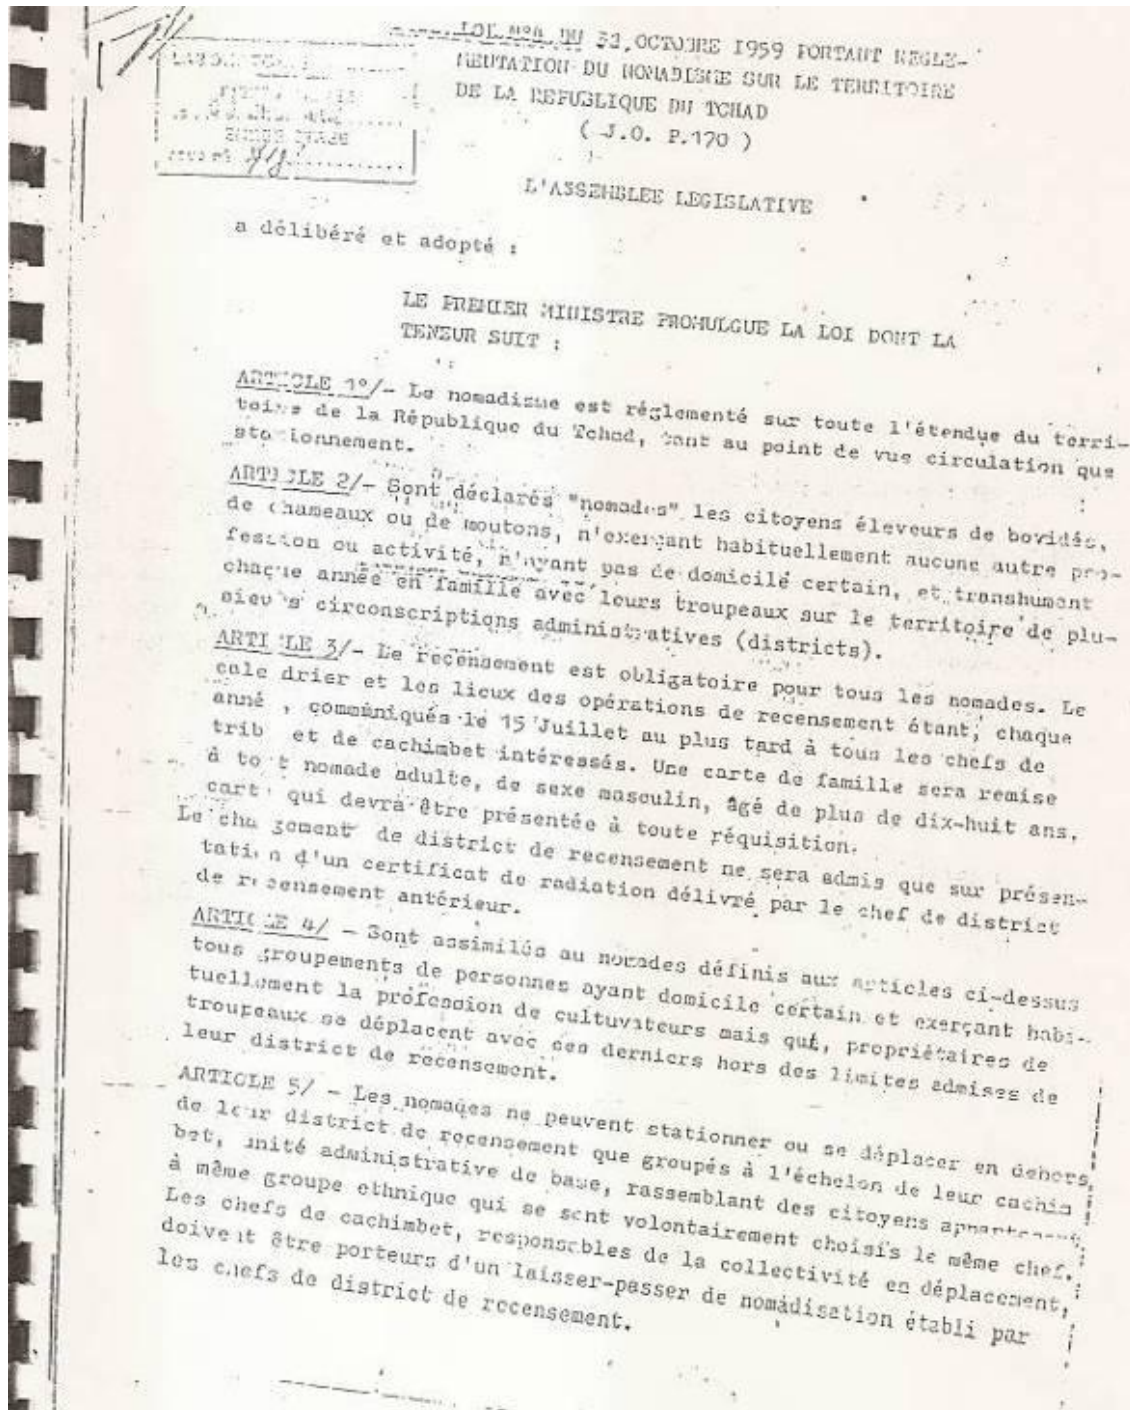 LOI N°4 DU 31 OCTOBRE 1959 PORTANT REGLE-
MENTATION DU NOMADISME SUR LE TERRITOIRE
DE LA REPUBLIQUE DU TCHAD
( J.O. P.170 )
L'ASSEMBLEE LEGISLATIVE
a délibéré et adopté :
LE PREMIER MINISTRE PROMULGUE LA LOI DONT LA
TENEUR SUIT :
ARTICLE 1°/- Le nomadisme est réglementé sur toute l'étendue du terri-
toire de la République du Tchad, tant au point de vue circulation que
stationnement.
ARTICLE 2/- Sont déclarés "nomades" les citoyens éleveurs de bovidés,
de chameaux ou de moutons, n'exerçant habituellement aucune autre pro-
fession ou activité, n'ayant pas de domicile certain, et transhument
chaque année en famille avec leurs troupeaux sur le territoire de plu-
sieurs circonscriptions administratives (districts).
ARTICLE 3/- Le recensement est obligatoire pour tous les nomades. Le
calendrier et les lieux des opérations de recensement étant, chaque
année, communiqués le 15 Juillet au plus tard à tous les chefs de
tribu et de cachimbet intéressés. Une carte de famille sera remise
à tout nomade adulte, de sexe masculin, âgé de plus de dix-huit ans,
carte qui devra être présentée à toute réquisition.
Le changement de district de recensement ne sera admis que sur présen-
tation d'un certificat de radiation délivré par le chef de district
de recensement antérieur.
ARTICLE 4/ - Sont assimilés au nomades définis aux articles ci-dessus
tous groupements de personnes ayant domicile certain et exerçant habi-
tuellement la profession de cultuvateurs mais qui, propriétaires de
troupeaux se déplacent avec ces derniers hors des limites admises de
leur district de recensement.
ARTICLE 5/ - Les nomades ne peuvent stationner ou se déplacer en dehors
de leur district de recensement que groupés à l'échelon de leur cachim
bet, unité administrative de base, rassemblant des citoyens appartenant
à même groupe ethnique qui se sont volontairement choisis le même chef.
Les chefs de cachimbet, responsables de la collectivité en déplacement,
doivent être porteurs d'un laisser-passer de nomadisation établi par
les chefs de district de recensement.